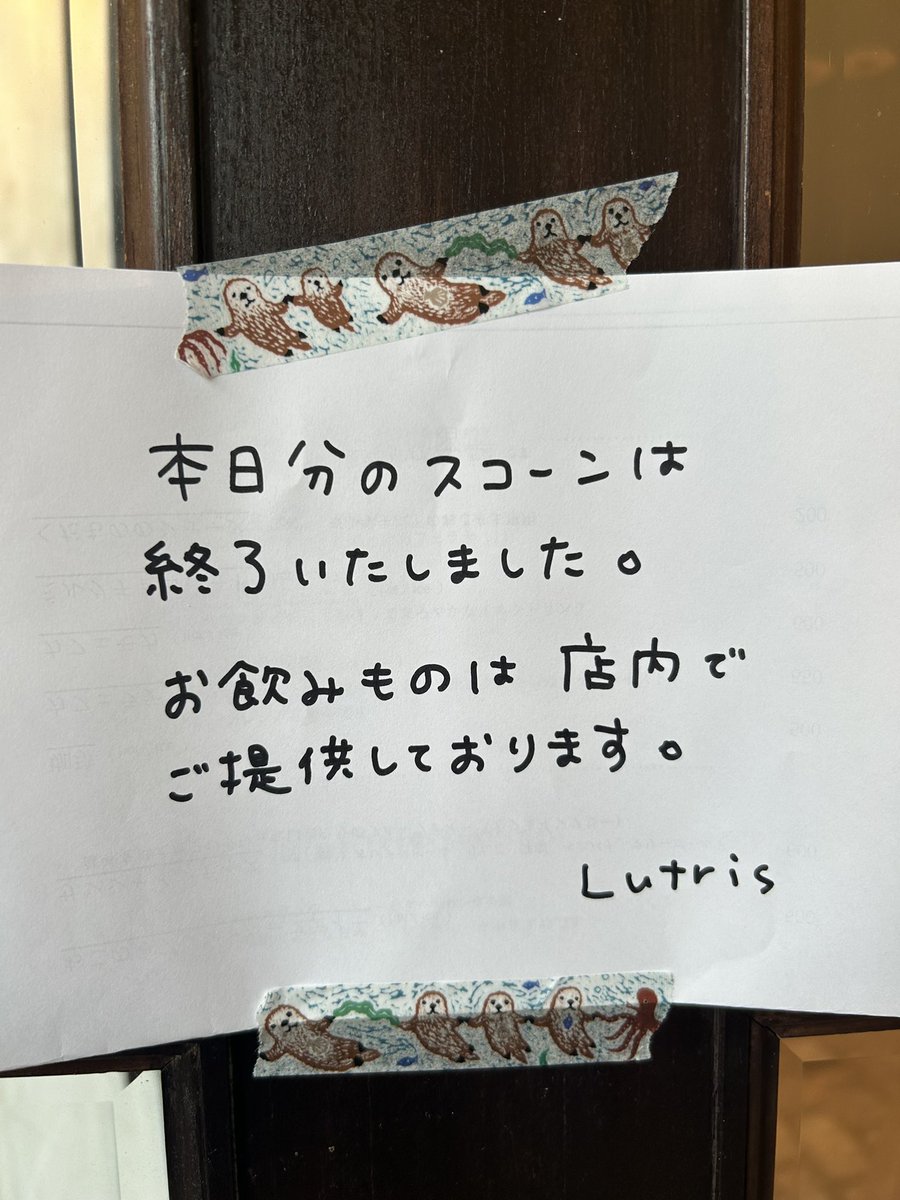 本日分のスコーンは
終了いたしました。
お飲みものは 店内で
ご提供しております。
Lutris